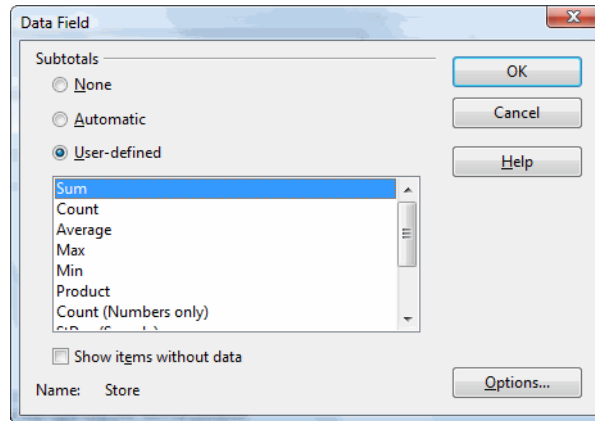 Data Field
Subtotals
None
Automatic
User-defined
Sum
Count
Average
Max
Min
Product
Count (Numbers only)
Show items without data
Name: Store
OK
Cancel
Help
Options...